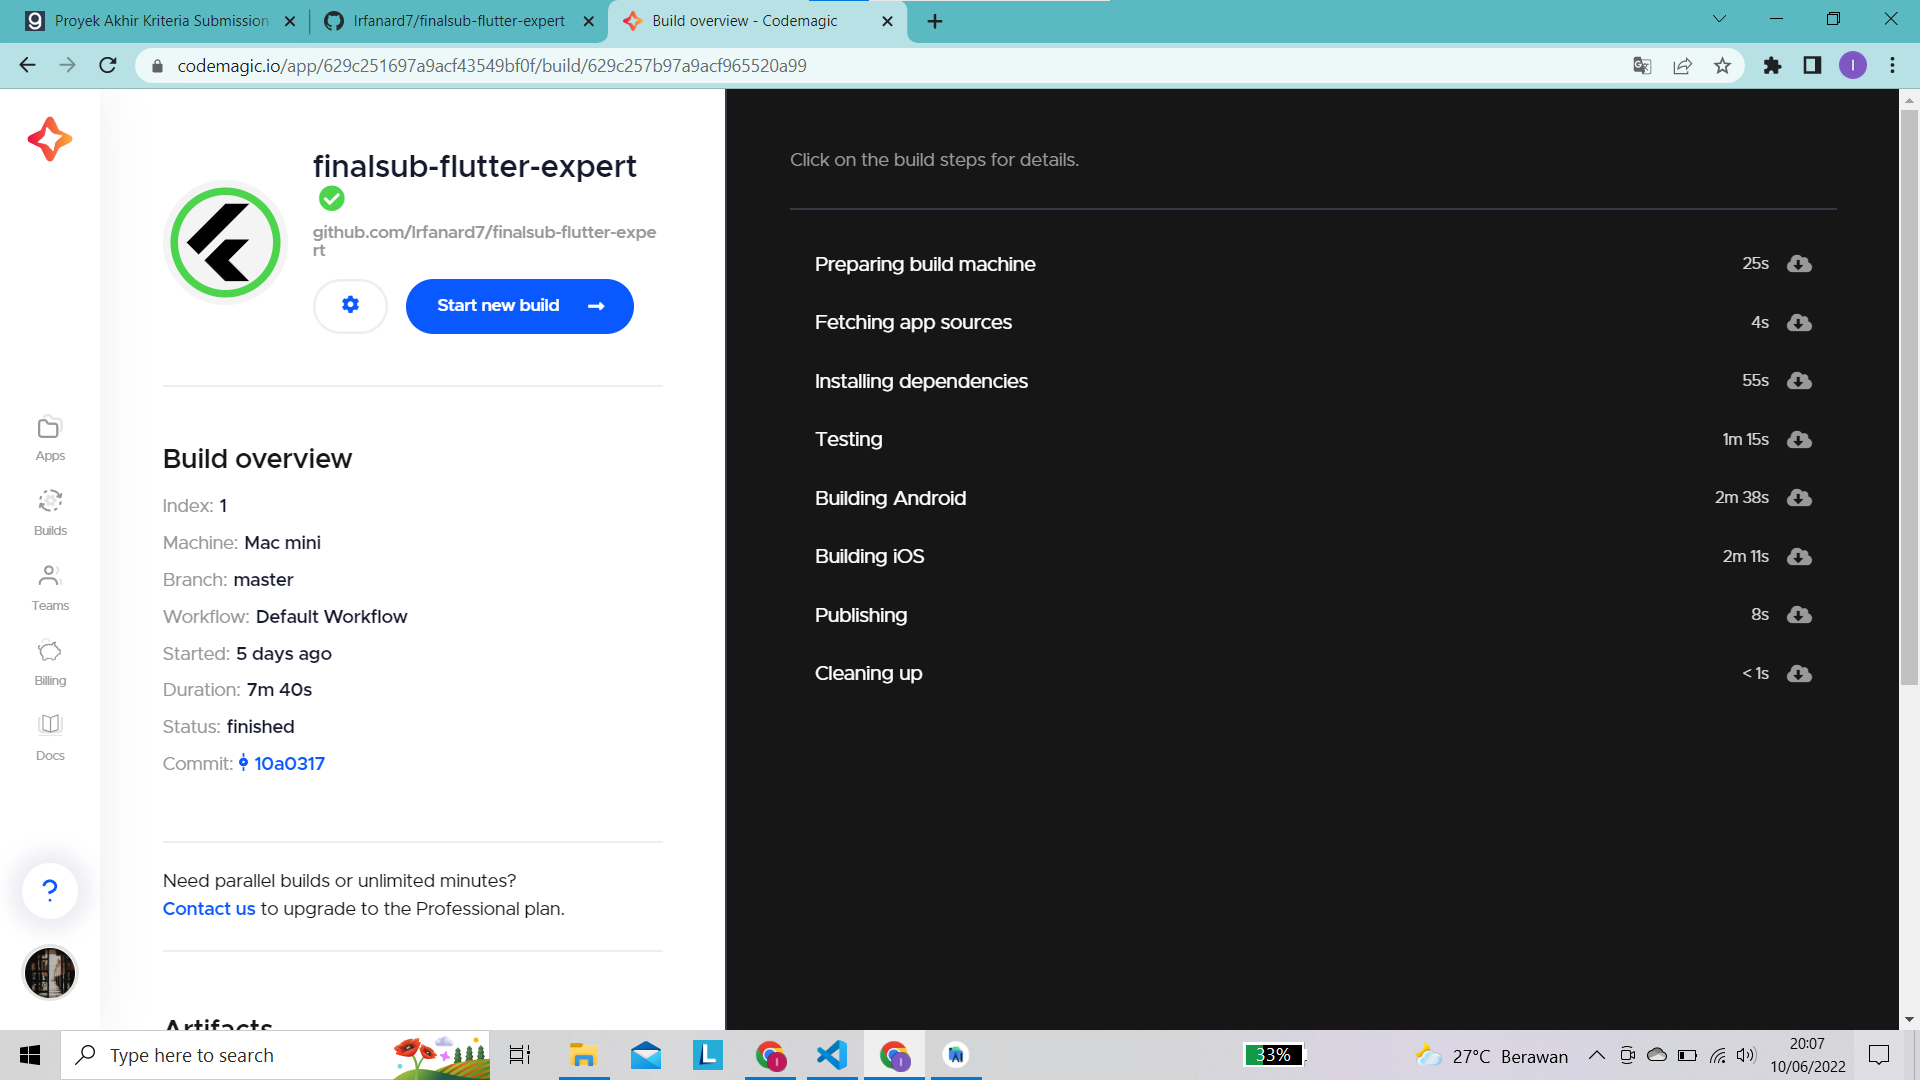 Proyek Akhir Kriteria Submission
Irfanard7/finalsub-flutter-expert
Build overview - Codemagic
codemagic.io/app/629c251697a9acf43549bf0f/build/629c257b97a9acf965520a99
I
finalsub-flutter-expert
github.com/Irfanard7/finalsub-flutter-expe
rt
Start new build
Apps
Builds
Teams
Billing
Docs
?
Build overview
Index: 1
Machine: Mac mini
Branch: master
Workflow: Default Workflow
Started: 5 days ago
Duration: 7m 40s
Status: finished
Commit: 10a0317
Need parallel builds or unlimited minutes?
Contact us to upgrade to the Professional plan.
Artifacts
Click on the build steps for details.
Preparing build machine 25s
Fetching app sources 4s
Installing dependencies 55s
Testing 1m 15s
Building Android 2m 38s
Building iOS 2m 11s
Publishing 8s
Cleaning up < 1s
Type here to search
L
I
I
33%
27°C Berawan
20:07
10/06/2022